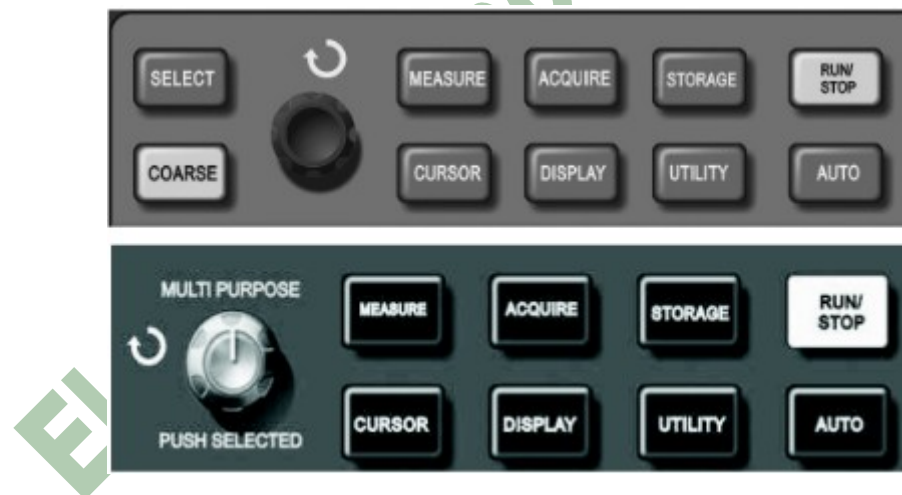 SELECT
MEASURE
ACQUIRE
STORAGE
RUN/
STOP
COARSE
CURSOR
DISPLAY
UTILITY
AUTO
MULTI PURPOSE
MEASURE
ACQUIRE
STORAGE
RUN/
STOP
PUSH SELECTED
CURSOR
DISPLAY
UTILITY
AUTO